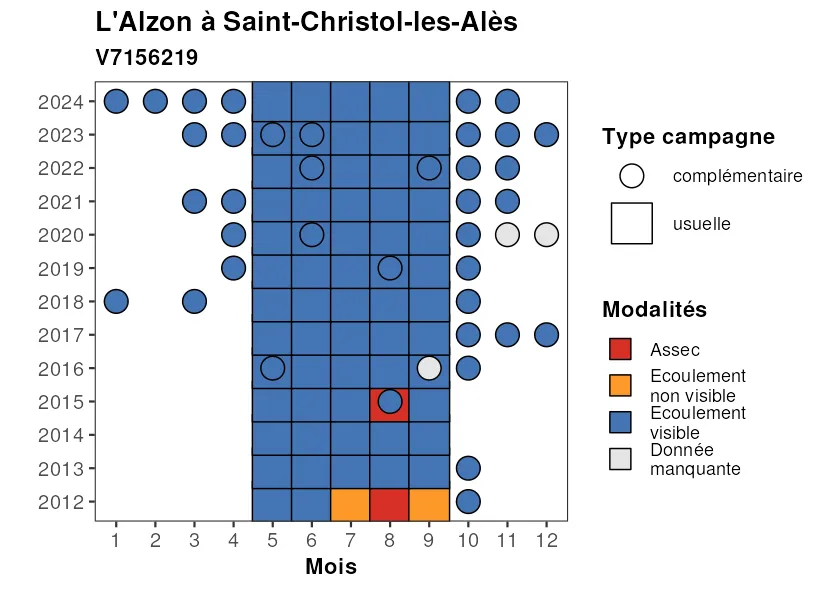 L'Alzon à Saint-Christol-les-Alès
V7156219
2024
2023
2022
2021
2020
2019
2018
2017
2016
2015
2014
2013
2012
1 2 3 4 5 6 7 8 9 10 11 12
Mois
Type campagne
complémentaire
usuelle
Modalités
Assec
Ecoulement
non visible
Ecoulement
visible
Donnée
manquante